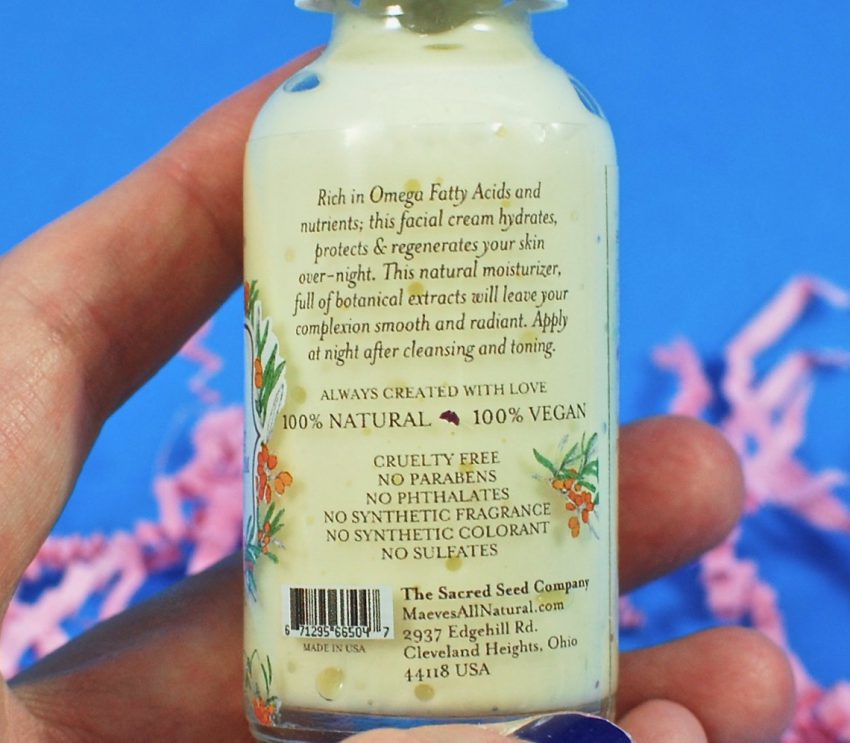 Rich in Omega Fatty Acids and
nutrients; this facial cream hydrates,
protects & regenerates your skin
over-night. This natural moisturizer,
full of botanical extracts will leave your
complexion smooth and radiant. Apply
at night after cleansing and toning.
ALWAYS CREATED WITH LOVE
100% NATURAL 100% VEGAN
CRUELTY FREE
NO PARABENS
NO PHTHALATES
NO SYNTHETIC FRAGRANCE
NO SYNTHETIC COLORANT
NO SULFATES
6 71295 66504 7
MADE IN USA
The Sacred Seed Company
MaevesAllNatural.com
2937 Edgehill Rd.
Cleveland Heights, Ohio
44118 USA